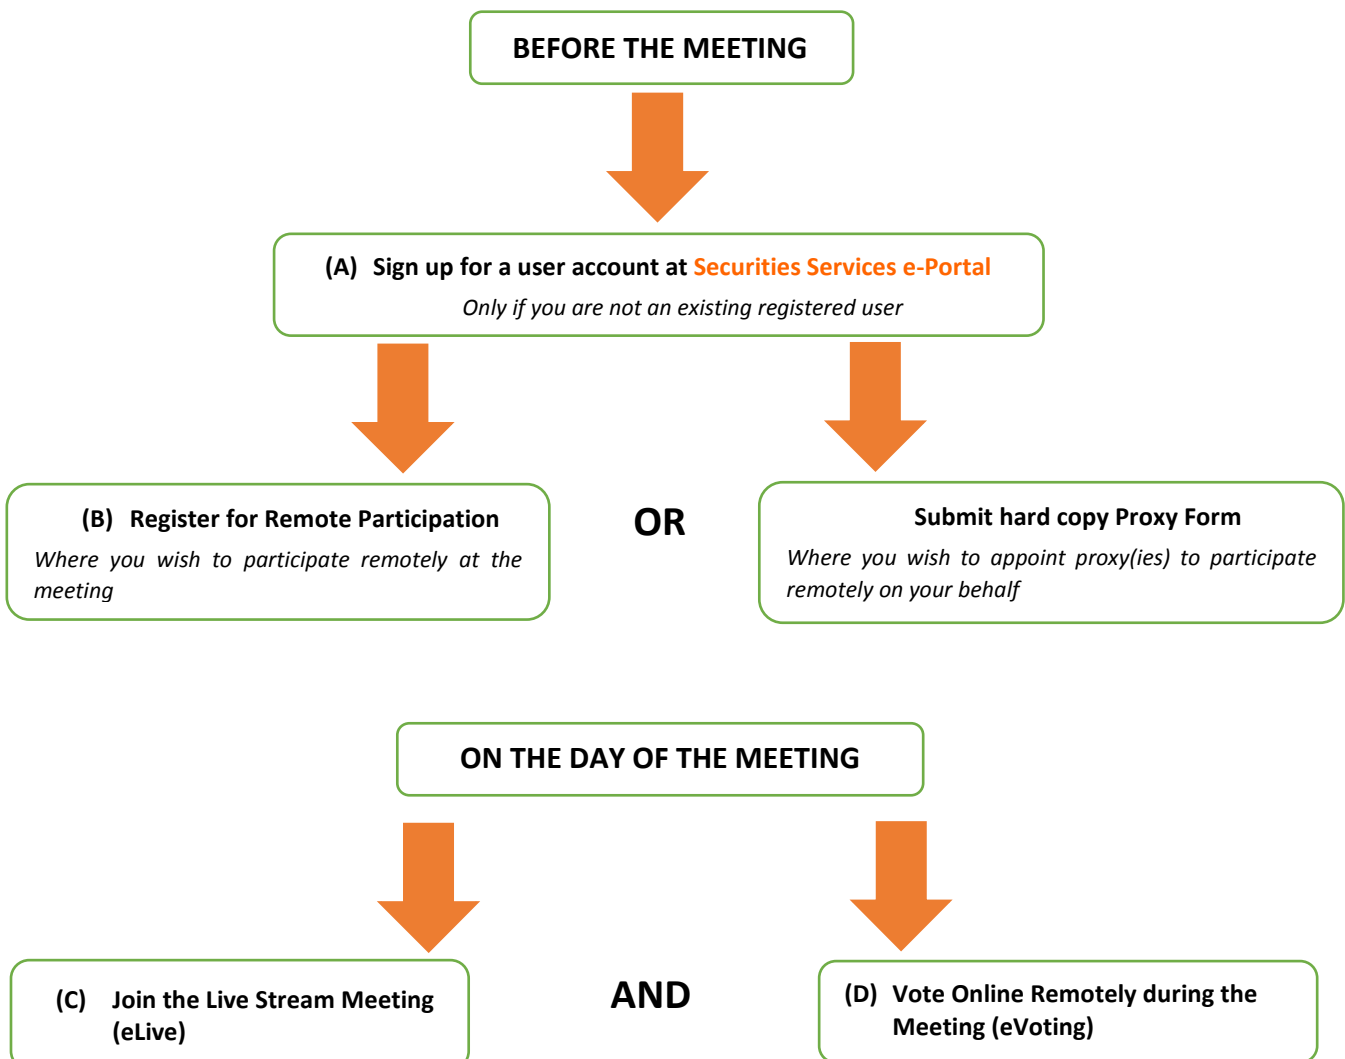 BEFORE THE MEETING
(A) Sign up for a user account at Securities Services e-Portal
Only if you are not an existing registered user
(B) Register for Remote Participation
Where you wish to participate remotely at the
meeting
OR
Submit hard copy Proxy Form
Where you wish to appoint proxy(ies) to participate
remotely on your behalf
ON THE DAY OF THE MEETING
(C) Join the Live Stream Meeting
(eLive)
AND
(D) Vote Online Remotely during the
Meeting (eVoting)